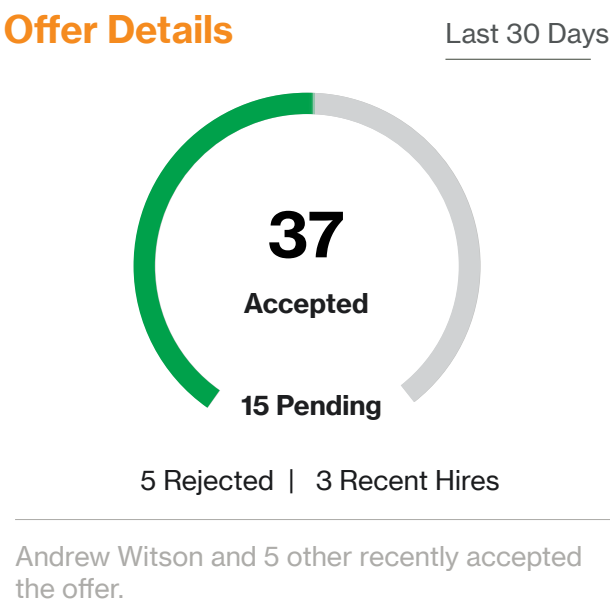 Offer Details
Last 30 Days
37
Accepted
15 Pending
5 Rejected | 3 Recent Hires
Andrew Witson and 5 other recently accepted
the offer.